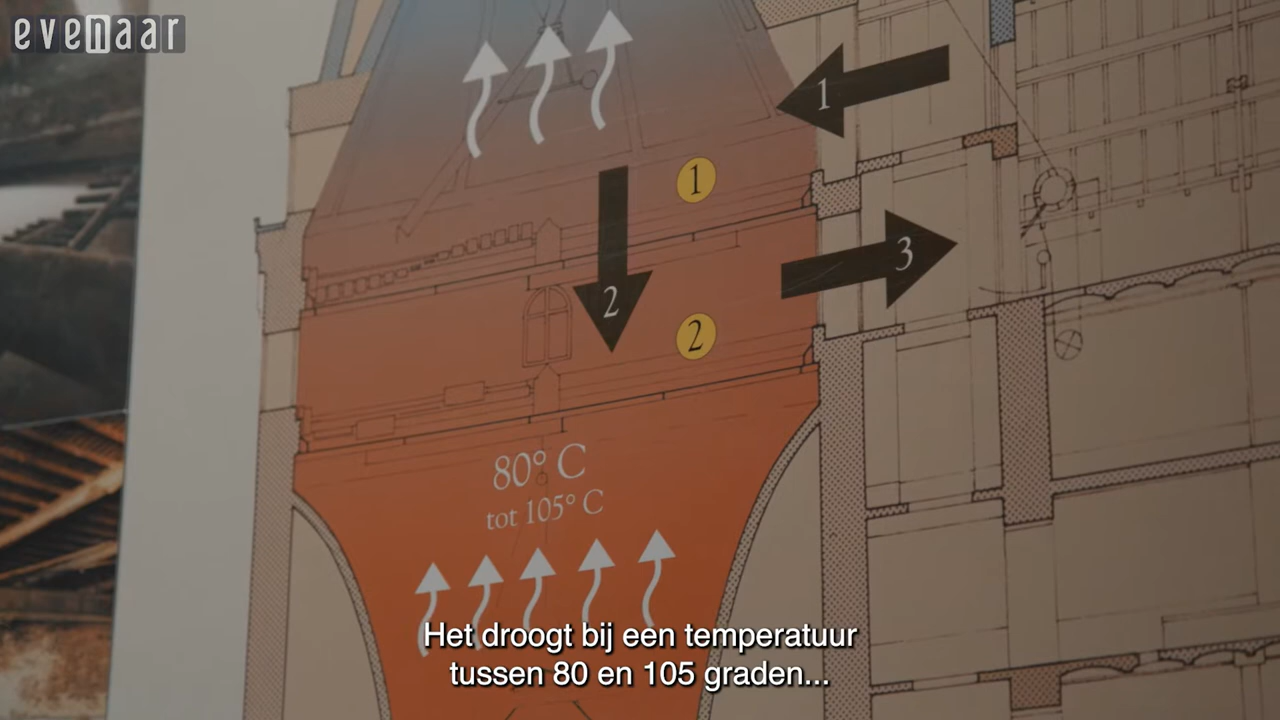 evenaar
1
1
2
3
2
80° C
tot 105° C
Het droogt bij een temperatuur
tussen 80 en 105 graden...